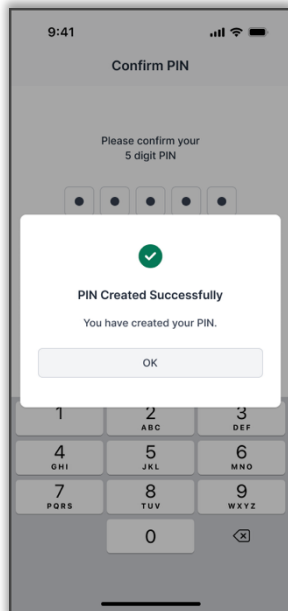 9:41
Confirm PIN
Please confirm your
5 digit PIN
PIN Created Successfully
You have created your PIN.
OK
1 2 3
ABC DEF
4 5 6
GHI JKL MNO
7 8 9
PQRS TUV WXYZ
0